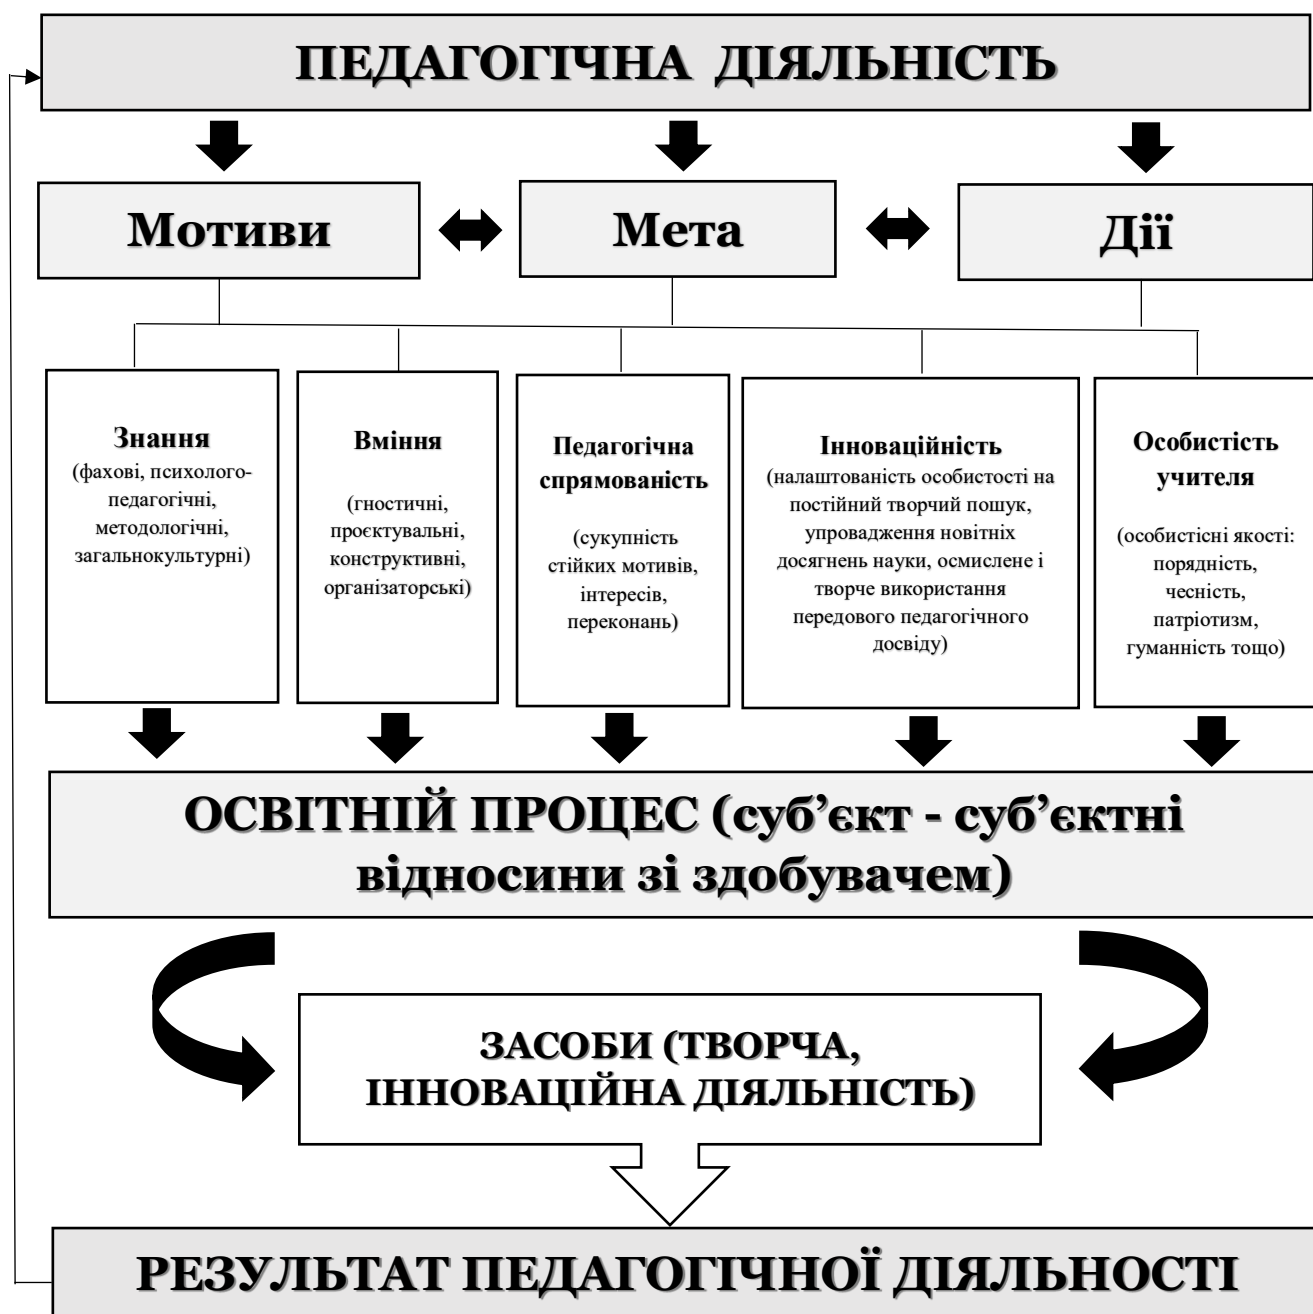 ПЕДАГОГІЧНА ДІЯЛЬНІСТЬ
Мотиви
Мета
Дії
Знання
(фахові, психолого-
педагогічні,
методологічні,
загальнокультурні)
Вміння
(гностичні,
проєктувальні,
конструктивні,
організаторські)
Педагогічна
спрямованість
(сукупність
стійких мотивів,
інтересів,
переконань)
Інноваційність
(налаштованість особистості на
постійний творчий пошук,
упровадження новітніх
досягнень науки, осмислене і
творче використання
передового педагогічного
досвіду)
Особистість
учителя
(особистісні якості:
порядність,
чесність,
патріотизм,
гуманність тощо)
ОСВІТНІЙ ПРОЦЕС (суб’єкт - суб’єктні
відносини зі здобувачем)
ЗАСОБИ (ТВОРЧА,
ІННОВАЦІЙНА ДІЯЛЬНІСТЬ)
РЕЗУЛЬТАТ ПЕДАГОГІЧНОЇ ДІЯЛЬНОСТІ